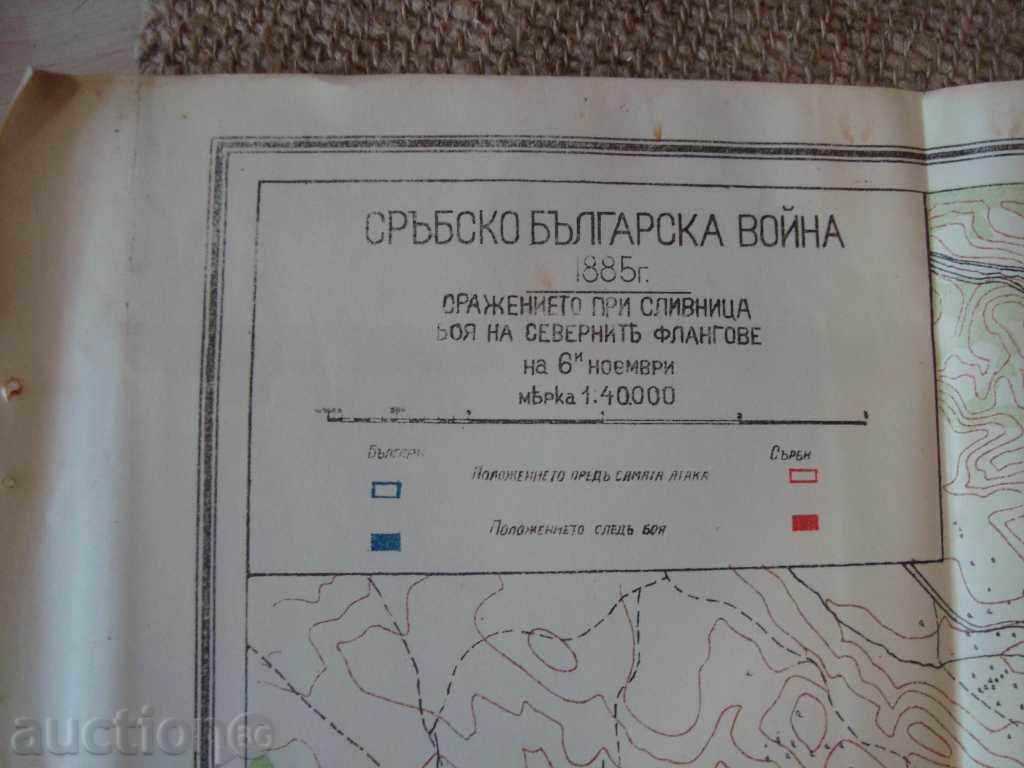 СРЪБСКО БЪЛГАРСКА ВОЙНА
1885г.
СРАЖЕНИЕТО ПРИ СЛИВНИЦА
БОЯ НА СЕВЕРНИТѢ ФЛАНГОВЕ
НА 6и НОЕМВРИ
МѢРКА 1:40.000
БЪЛГАРИ
СЪРБИ
ПОЛОЖЕНИЕТО ПРЕДЪ САМАТА АТАКА
ПОЛОЖЕНИЕТО СЛЕДЪ БОЯ
auction BG